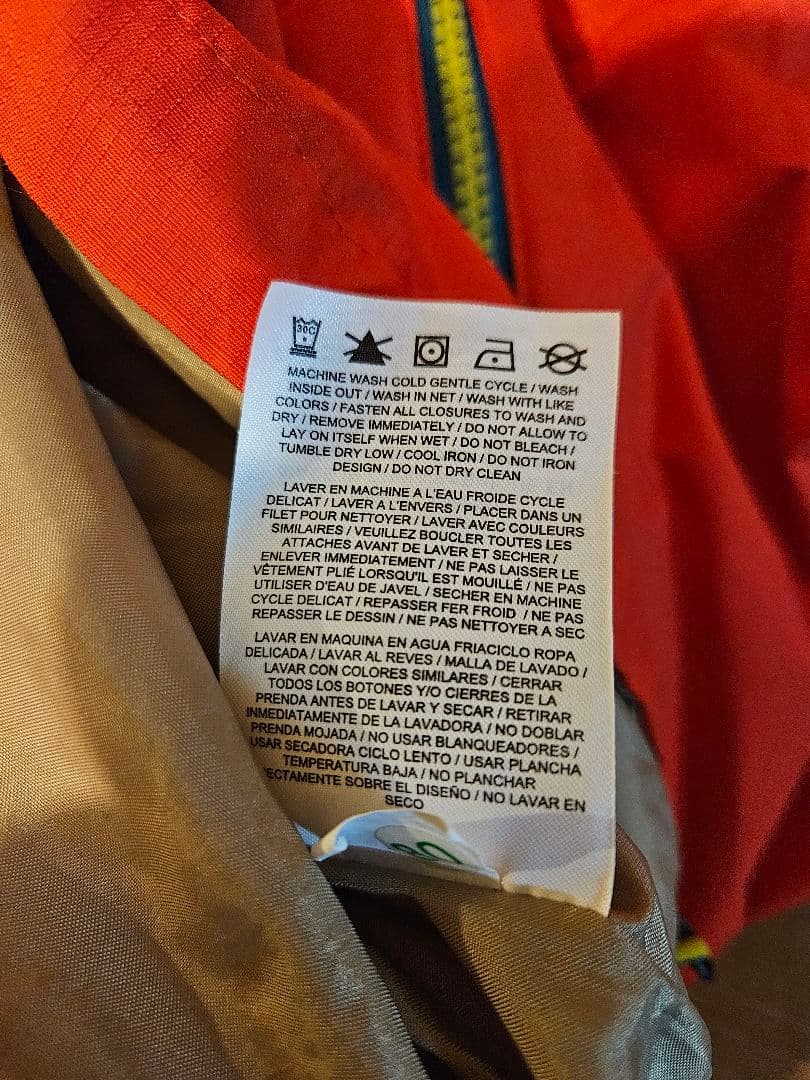 30C
MACHINE WASH COLD GENTLE CYCLE / WASH
INSIDE OUT / WASH IN NET / WASH WITH LIKE
COLORS / FASTEN ALL CLOSURES TO WASH AND
DRY / REMOVE IMMEDIATELY / DO NOT ALLOW TO
LAY ON ITSELF WHEN WET / DO NOT BLEACH /
TUMBLE DRY LOW / COOL IRON / DO NOT IRON
DESIGN / DO NOT DRY CLEAN
LAVER EN MACHINE A L'EAU FROIDE CYCLE
DELICAT / LAVER A L'ENVERS / PLACER DANS UN
FILET POUR NETTOYER / LAVER AVEC COULEURS
SIMILAIRES / VEUILLEZ BOUCLER TOUTES LES
ATTACHES AVANT DE LAVER ET SECHER /
ENLEVER IMMEDIATEMENT / NE PAS LAISSER LE
VÊTEMENT PLIÉ LORSQU'IL EST MOUILLÉ / NE PAS
UTILISER D'EAU DE JAVEL / SECHER EN MACHINE
CYCLE DELICAT / REPASSER FER FROID / NE PAS
REPASSER LE DESSIN / NE PAS NETTOYER A SEC
LAVAR EN MAQUINA EN AGUA FRIACICLO ROPA
DELICADA / LAVAR AL REVES / MALLA DE LAVADO /
LAVAR CON COLORES SIMILARES / CERRAR
TODOS LOS BOTONES Y/O CIERRES DE LA
PRENDA ANTES DE LAVAR Y SECAR / RETIRAR
INMEDIATAMENTE DE LA LAVADORA / NO DOBLAR
PRENDA MOJADA / NO USAR BLANQUEADORES /
USAR SECADORA CICLO LENTO / USAR PLANCHA
TEMPERATURA BAJA / NO PLANCHAR
ECTAMENTE SOBRE EL DISEÑO / NO LAVAR EN
SECO